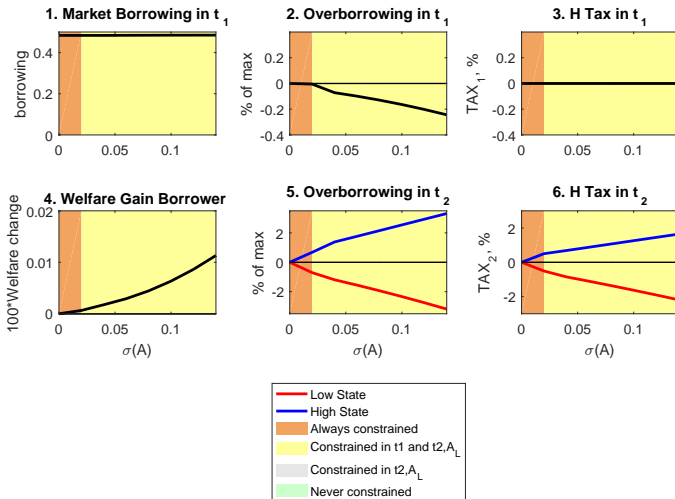 1. Market Borrowing in t1
2. Overborrowing in t1
3. H Tax in t1
borrowing
0.4
0.2
0
0 0.05 0.1
% of max
0.4
0.2
0
-0.2
-0.4
0 0.05 0.1
TAX1, %
0.4
0.2
0
-0.2
-0.4
0 0.05 0.1
4. Welfare Gain Borrower
5. Overborrowing in t2
6. H Tax in t2
100*Welfare change
0.02
0.01
0
0 0.05 0.1
σ(A)
% of max
2
0
-2
0 0.05 0.1
σ(A)
TAX2, %
2
0
-2
0 0.05 0.1
σ(A)
Low State
High State
Always constrained
Constrained in t1 and t2,AL
Constrained in t2,AL
Never constrained